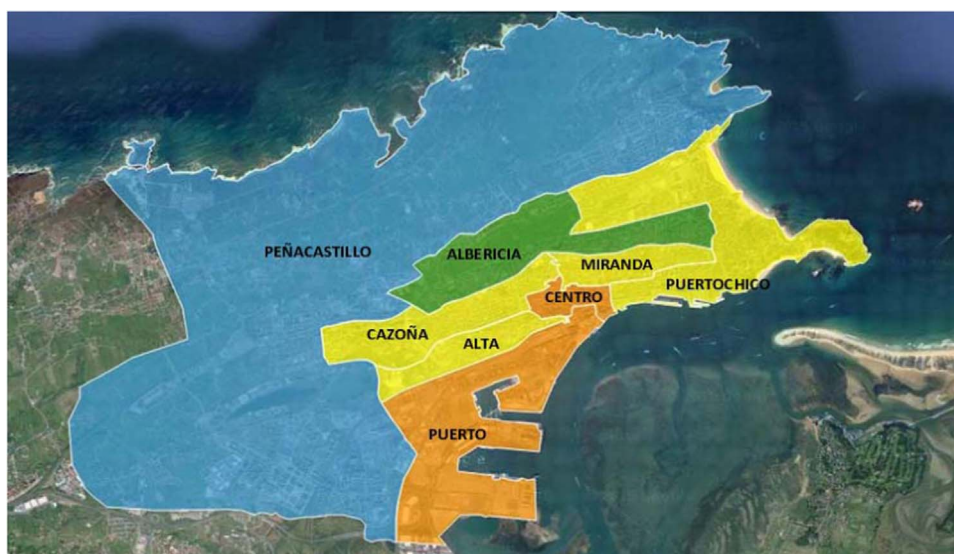 PEÑACASTILLO
ALBERICIA
MIRANDA
PUERTOCHICO
CENTRO
CAZOÑA
ALTA
PUERTO